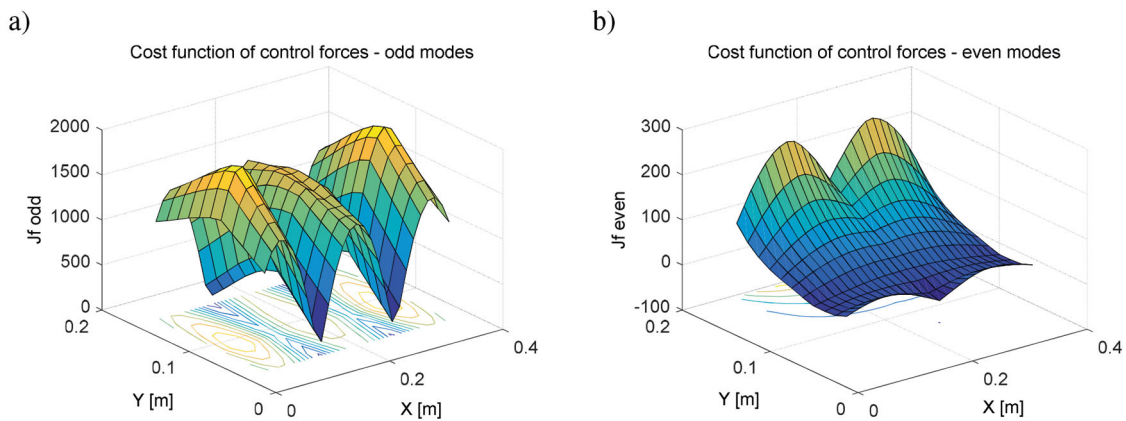 a)
Cost function of control forces - odd modes
2000
1500
1000
500
0
Jf odd
0.2
0.1
0
Y [m]
0
0.2
0.4
X [m]
b)
Cost function of control forces - even modes
300
200
100
0
-100
Jf even
0.2
0.1
0
Y [m]
0
0.2
0.4
X [m]